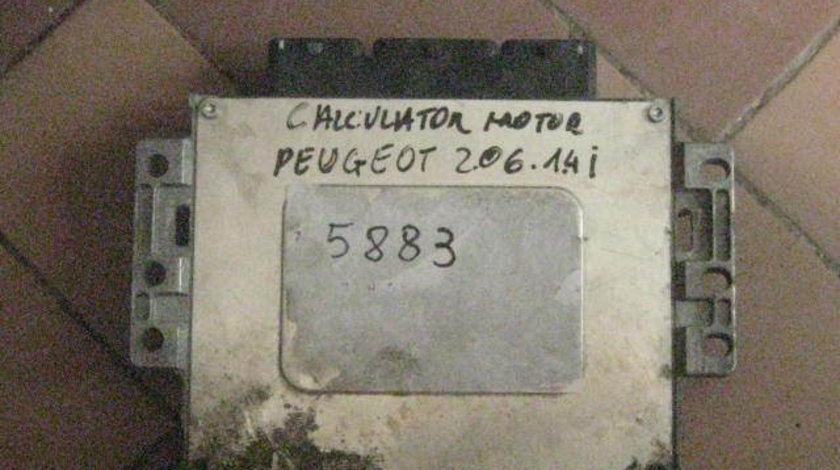 CALCULATOR MOTOR
PEUGEOT 206.1.4i
5883